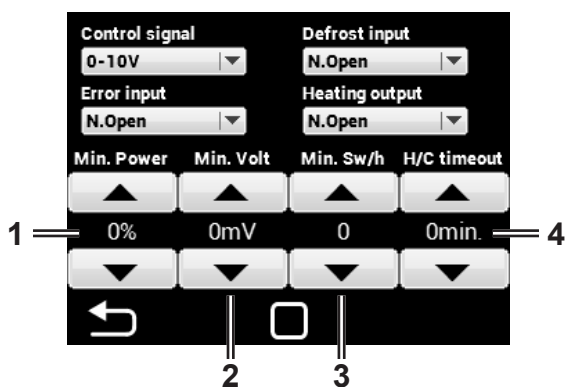 Control signal Defrost input
0-10V N.Open
Error input Heating output
N.Open N.Open
Min. Power Min. Volt Min. Sw/h H/C timeout
1 0% 0mV 0 0min. 4
2 3